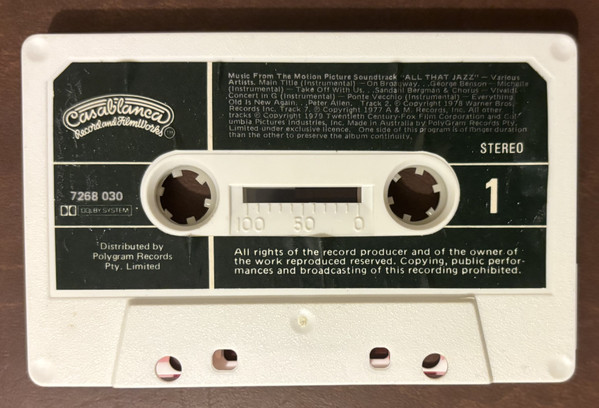 Music From The Motion Picture Soundtrack "ALL THAT JAZZ" — Various
Artists. Main Title (Instrumental) — On Broadway. . .George Benson — Michelle
(Instrumental) — Take Off With Us. . .Sandahl Bergman & Chorus — Vivaldi
Concert in G (Instrumental) — Ponte Vecchio (Instrumental) — Everything
Old Is New Again. . .Peter Allen. Track 2. © Copyright 1978 Warner Bros.
Records Inc. Track 7. © Copyright 1977 A & M. Records, Inc. All other
tracks © Copyright 1979 Twentieth Century-Fox Film Corporation and Col-
umbia Pictures Industries, Inc. Made in Australia by PolyGram Records Pty.
Limited under exclusive licence. One side of this program is of longer duration
than the other to preserve the album continuity.
Casablanca
Record and FilmWorks
TM
STEREO
7268 030
DOLBY SYSTEM
1
100 50 0
Distributed by
Polygram Records
Pty. Limited
All rights of the record producer and of the owner of
the work reproduced reserved. Copying, public perfor-
mances and broadcasting of this recording prohibited.